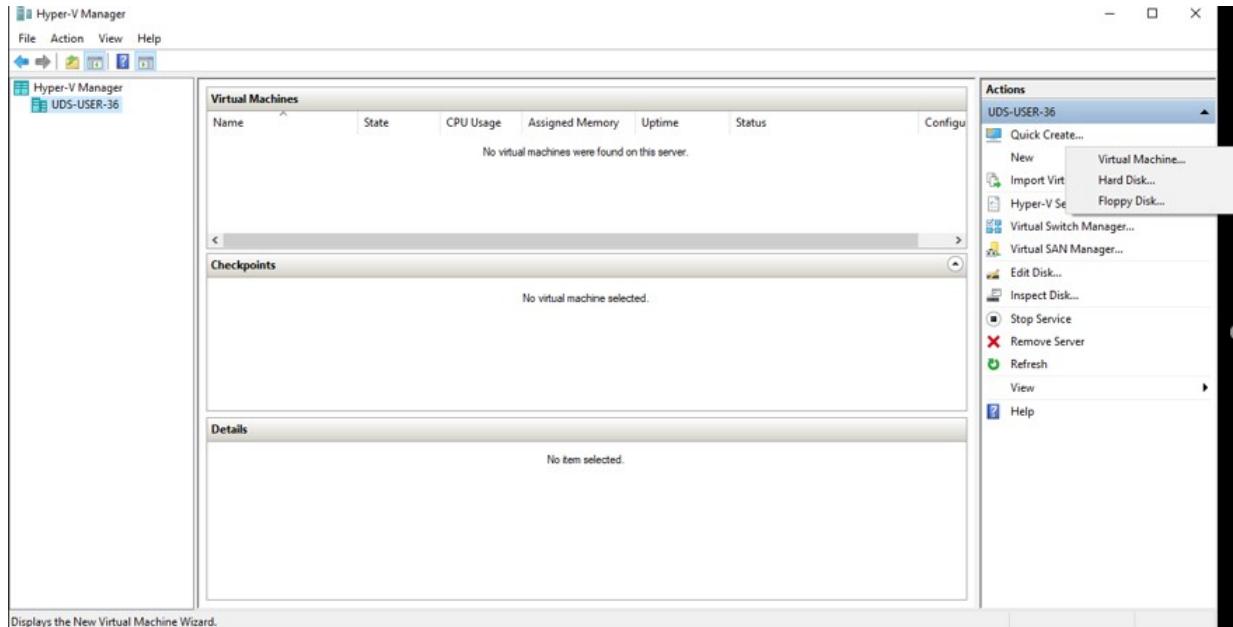 Hyper-V Manager
File Action View Help
Hyper-V Manager
UDS-USER-36
Virtual Machines
Name State CPU Usage Assigned Memory Uptime Status Configu
No virtual machines were found on this server.
Checkpoints
No virtual machine selected.
Details
No item selected.
Actions
UDS-USER-36
Quick Create...
New
Import Virt
Hyper-V Se
Virtual Switch Manager...
Virtual SAN Manager...
Edit Disk...
Inspect Disk...
Stop Service
Remove Server
Refresh
View
Help
Virtual Machine...
Hard Disk...
Floppy Disk...
Displays the New Virtual Machine Wizard.